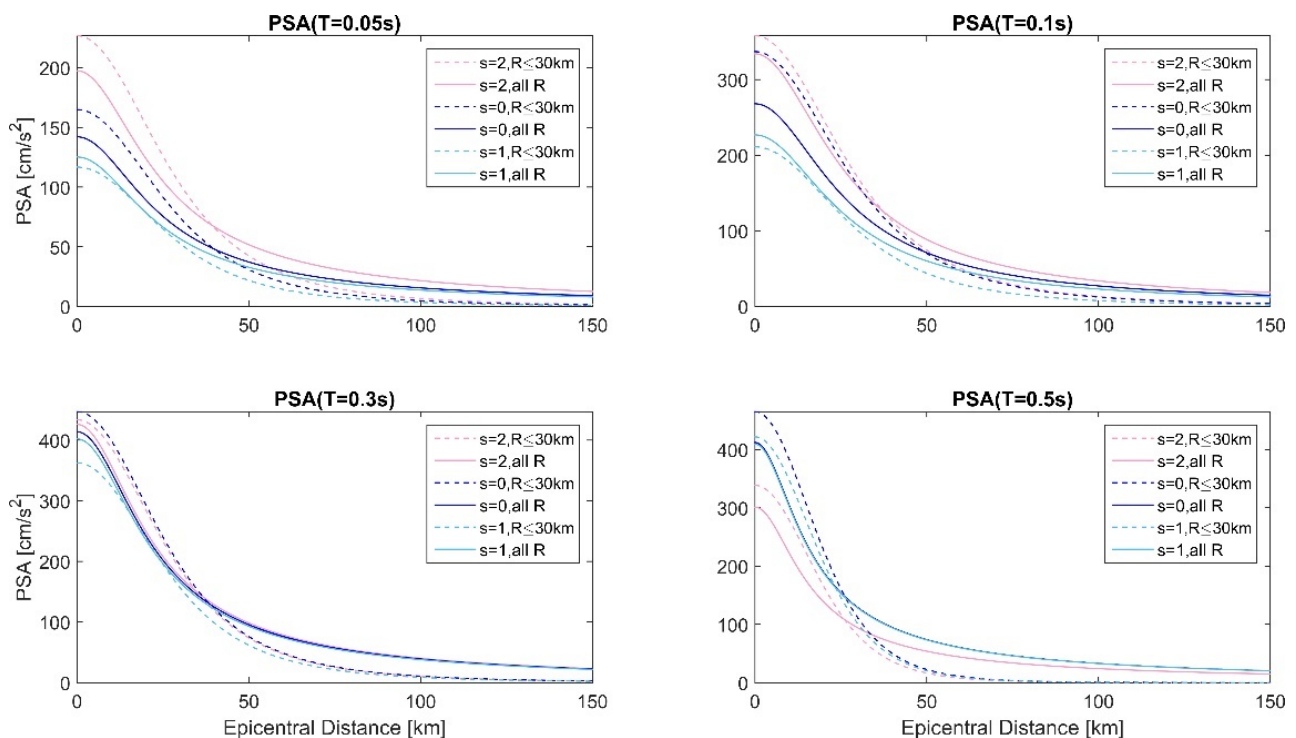 PSA(T=0.05s)
PSA [cm/s²]
200
150
100
50
0
s=2,R≤30km
s=2,all R
s=0,R≤30km
s=0,all R
s=1,R≤30km
s=1,all R
0 50 100 150
PSA(T=0.1s)
300
200
100
0
s=2,R≤30km
s=2,all R
s=0,R≤30km
s=0,all R
s=1,R≤30km
s=1,all R
0 50 100 150
PSA(T=0.3s)
PSA [cm/s²]
400
300
200
100
0
s=2,R≤30km
s=2,all R
s=0,R≤30km
s=0,all R
s=1,R≤30km
s=1,all R
0 50 100 150
Epicentral Distance [km]
PSA(T=0.5s)
400
300
200
100
0
s=2,R≤30km
s=2,all R
s=0,R≤30km
s=0,all R
s=1,R≤30km
s=1,all R
0 50 100 150
Epicentral Distance [km]